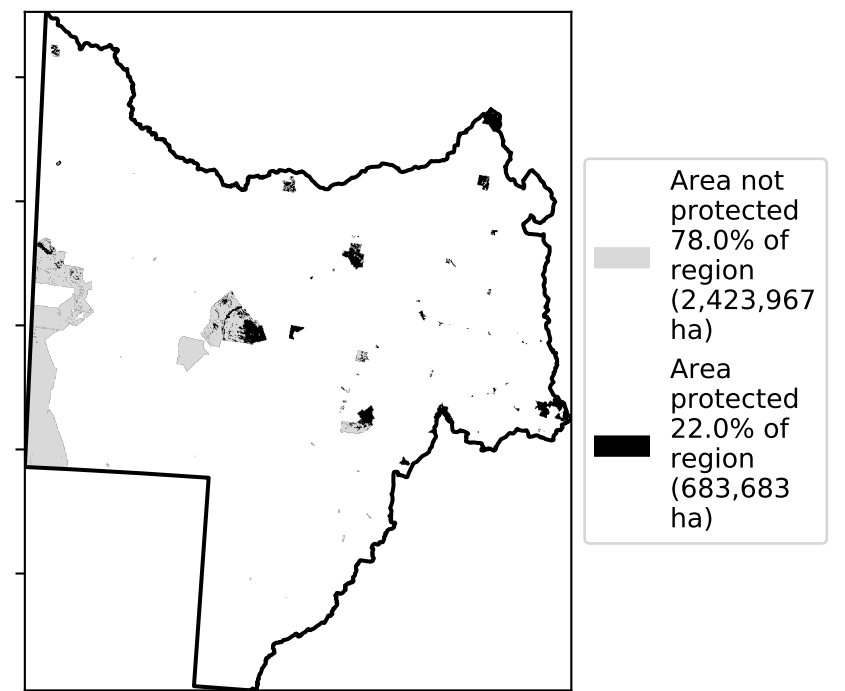 Area not
protected
78.0% of
region
(2,423,967
ha)
Area
protected
22.0% of
region
(683,683
ha)